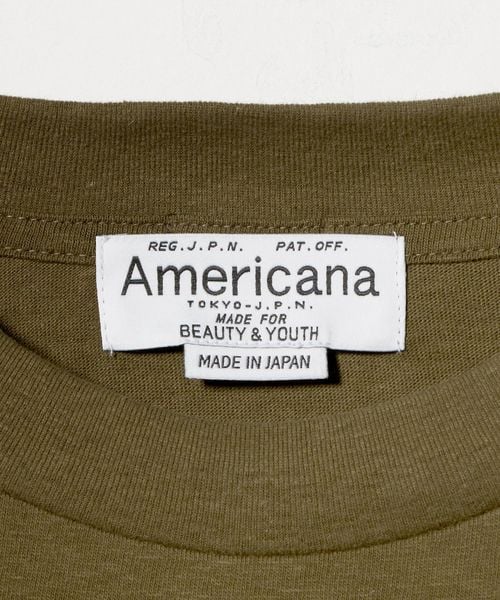 REG.J.P.N. PAT.OFF.
Americana
TOKYO-J.P.N.
MADE FOR
BEAUTY & YOUTH
MADE IN JAPAN